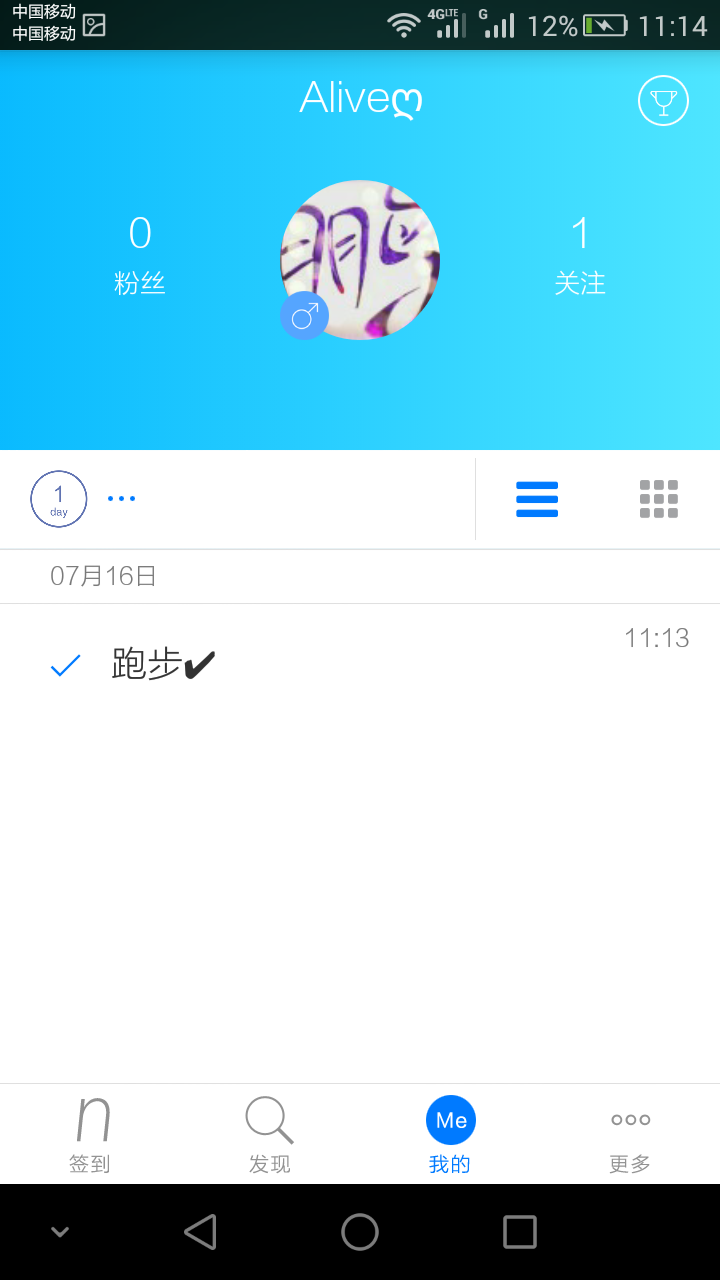 中国移动
中国移动
4G LTE
G
12%
11:14
Aliveღ
0
粉丝
1
关注
1
day
07月16日
11:13
跑步✔
n
签到
发现
Me
我的
更多